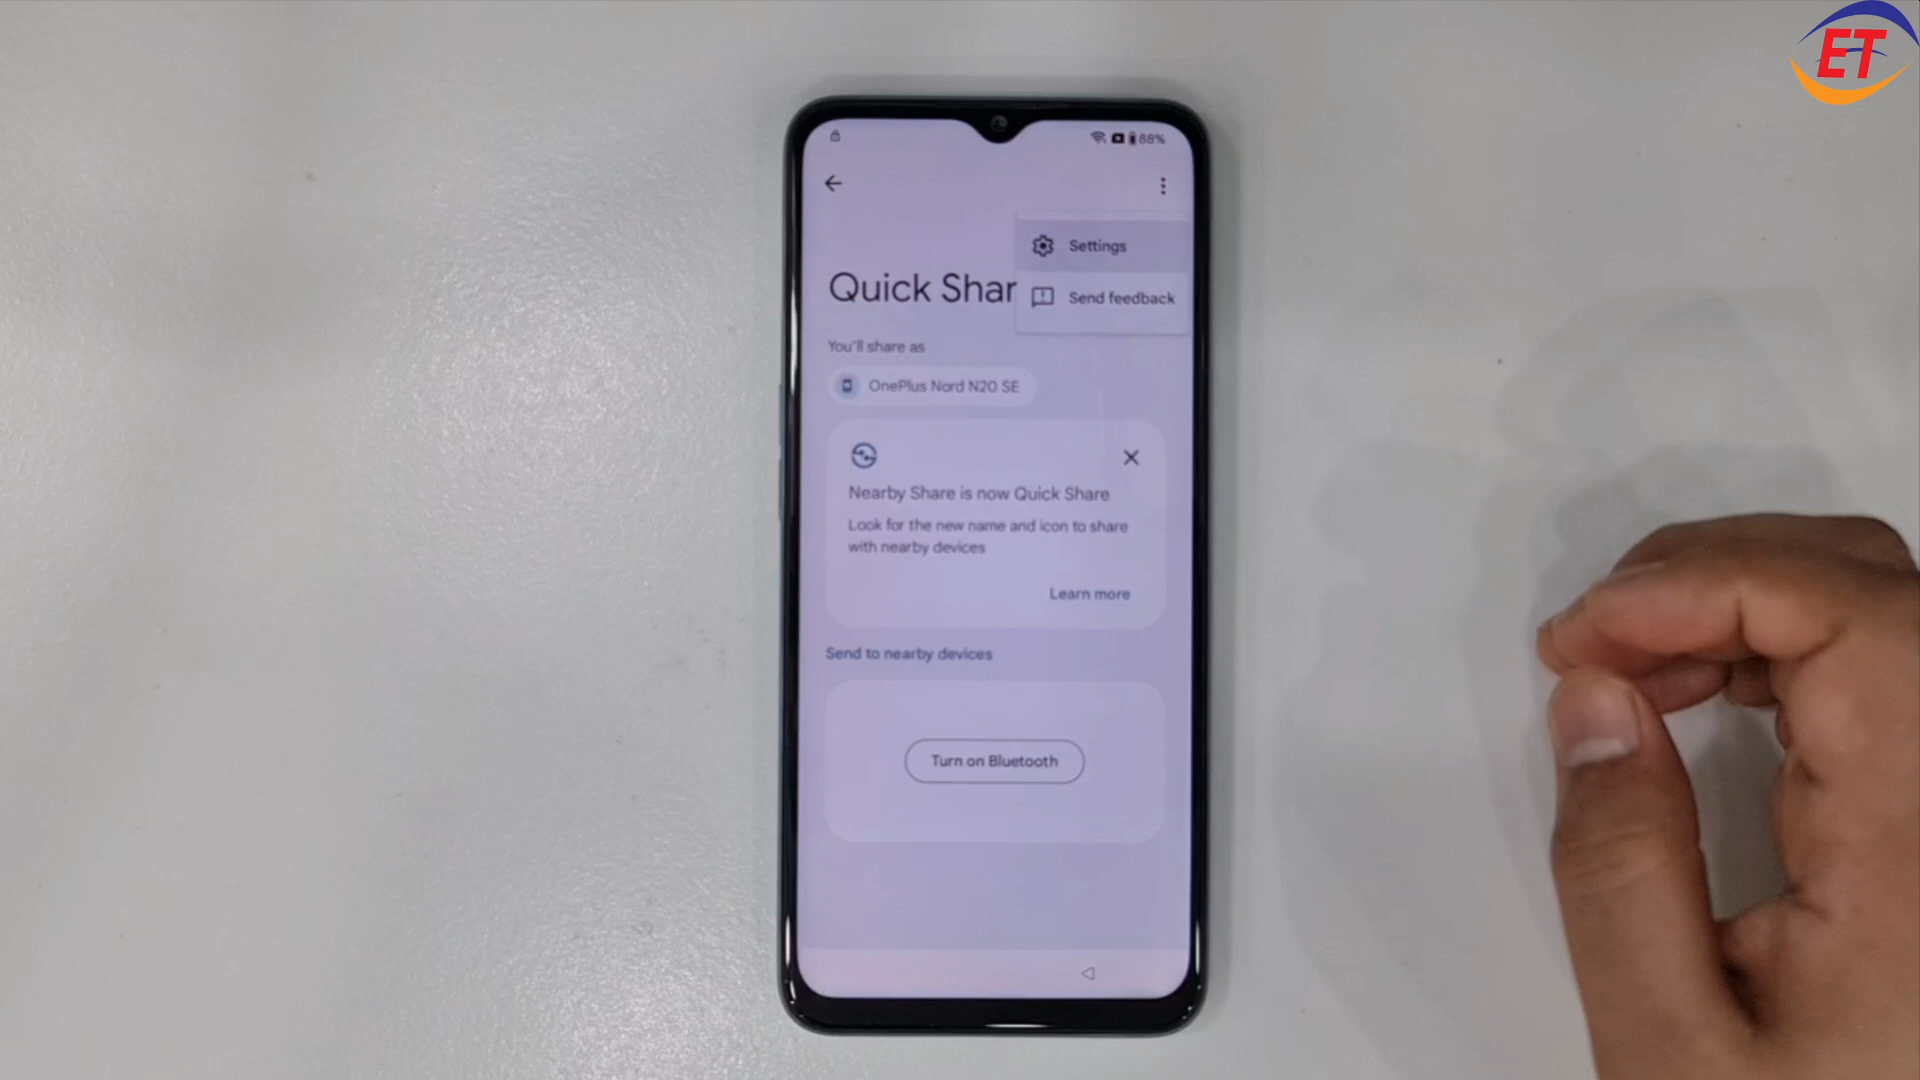 ET
88%
Settings
Quick Shar
Send feedback
You'll share as
OnePlus Nord N20 SE
Nearby Share is now Quick Share
Look for the new name and icon to share
with nearby devices
Learn more
Send to nearby devices
Turn on Bluetooth